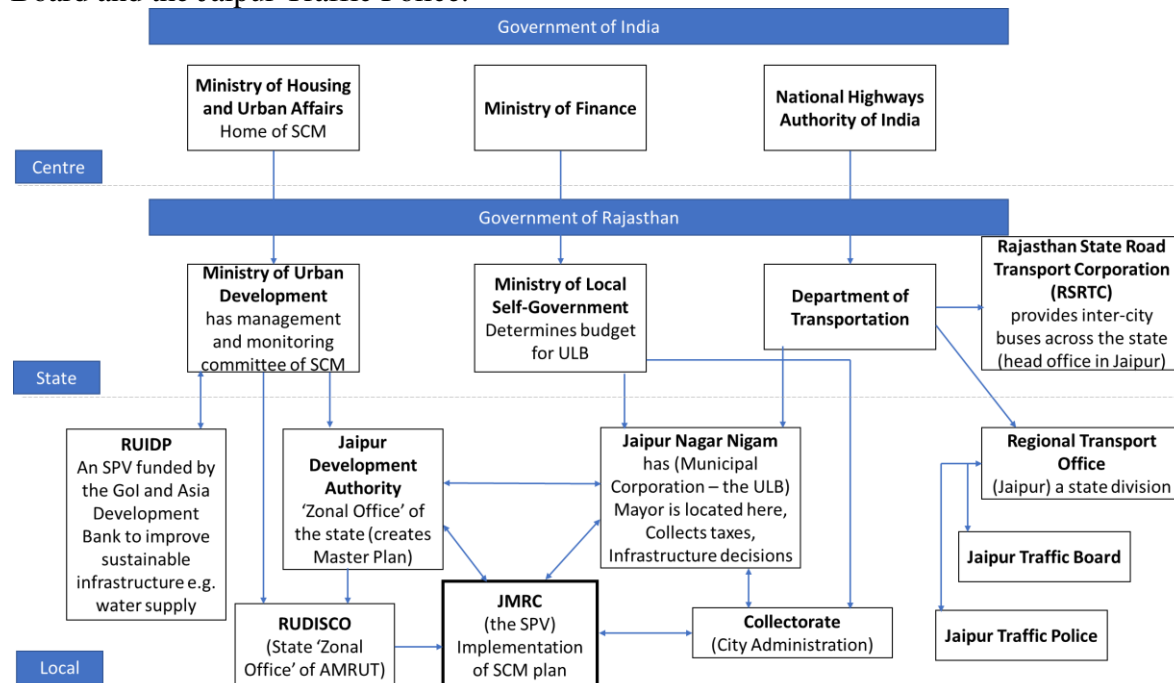 Board and the Jaipur Traffic Police.
Government of India
Ministry of Housing
and Urban Affairs
Home of SCM
Ministry of Finance
National Highways
Authority of India
Centre
Government of Rajasthan
Ministry of Urban
Development
has management
and monitoring
committee of SCM
Ministry of Local
Self-Government
Determines budget
for ULB
Department of
Transportation
Rajasthan State Road
Transport Corporation
(RSRTC)
provides inter-city
buses across the state
(head office in Jaipur)
State
RUIDP
An SPV funded by
the GoI and Asia
Development
Bank to improve
sustainable
infrastructure e.g.
water supply
Jaipur
Development
Authority
'Zonal Office' of
the state (creates
Master Plan)
Jaipur Nagar Nigam
has (Municipal
Corporation – the ULB)
Mayor is located here,
Collects taxes,
Infrastructure decisions
Regional Transport
Office
(Jaipur) a state division
Jaipur Traffic Board
Jaipur Traffic Police
RUDISCO
(State 'Zonal
Office' of AMRUT)
JMRC
(the SPV)
Implementation
of SCM plan
Collectorate
(City Administration)
Local